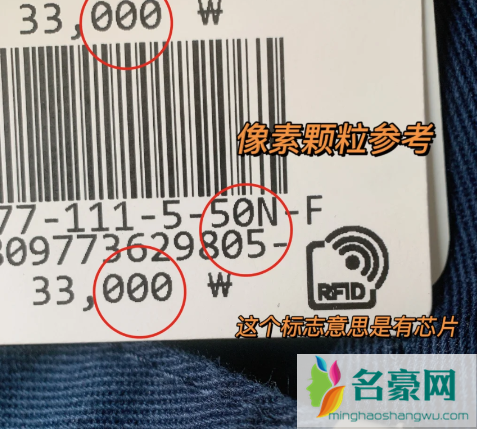 33,000 ₩
像素颗粒参考
77-111-5-50N-F
809773629805-
33,000 ₩
RFID
这个标志意思是有芯片
名豪网
minghaoshangwu.com